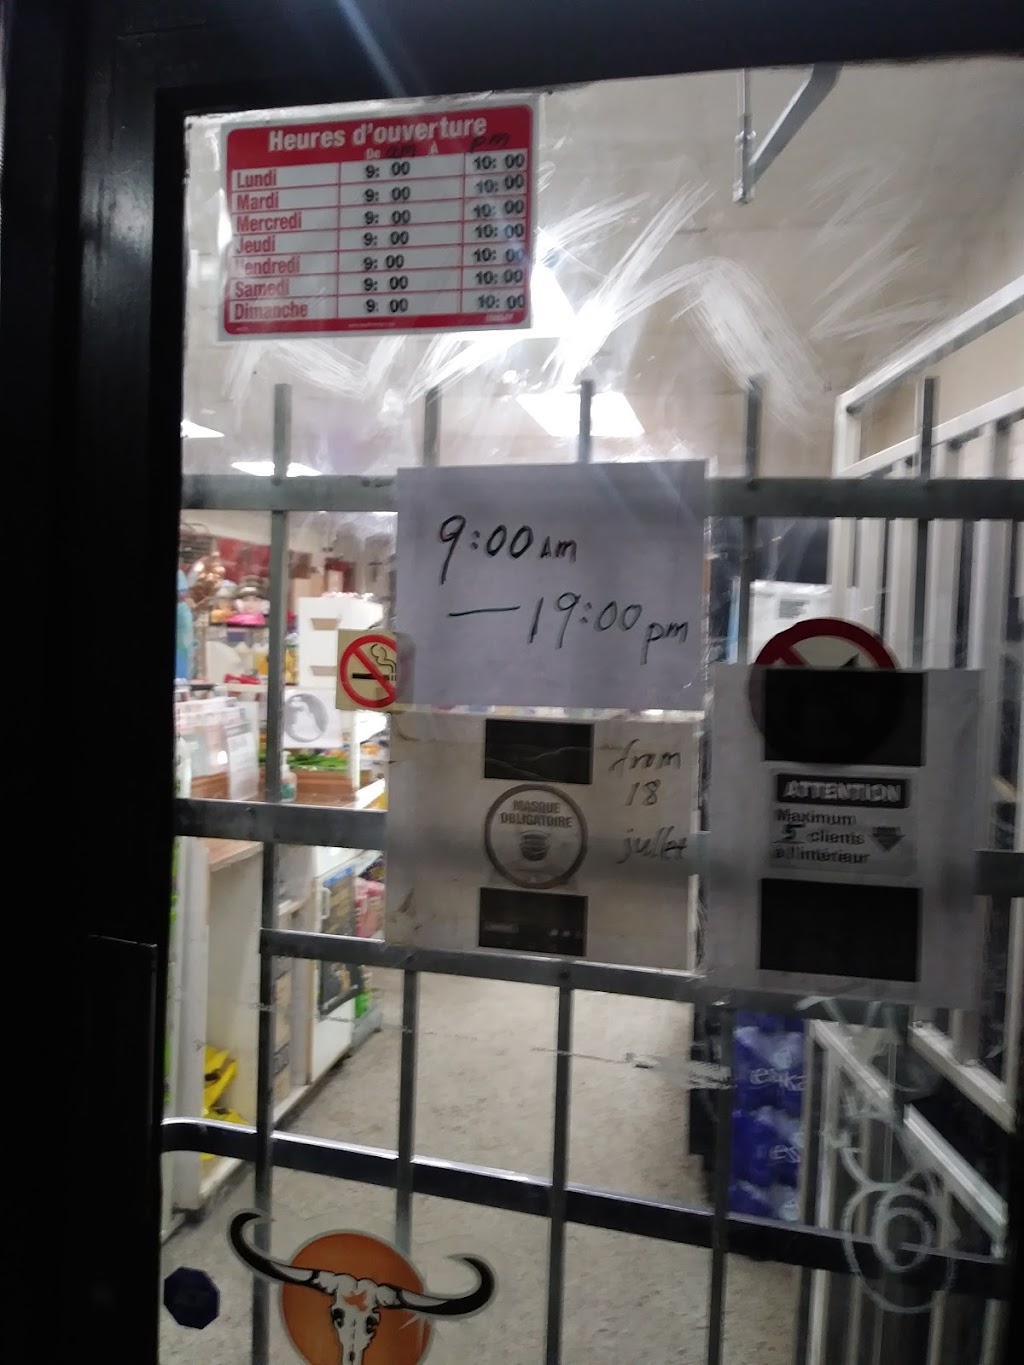 Heures d'ouverture
De am À pm
Lundi 9: 00 10: 00
Mardi 9: 00 10: 00
Mercredi 9: 00 10: 00
Jeudi 9: 00 10: 00
Vendredi 9: 00 10: 00
Samedi 9: 00 10: 00
Dimanche 9: 00 10: 00
9:00 am
— 19:00 pm
MASQUE
OBLIGATOIRE
from
18
jullet
ATTENTION
Maximum
5 clients
à l'intérieur
eska